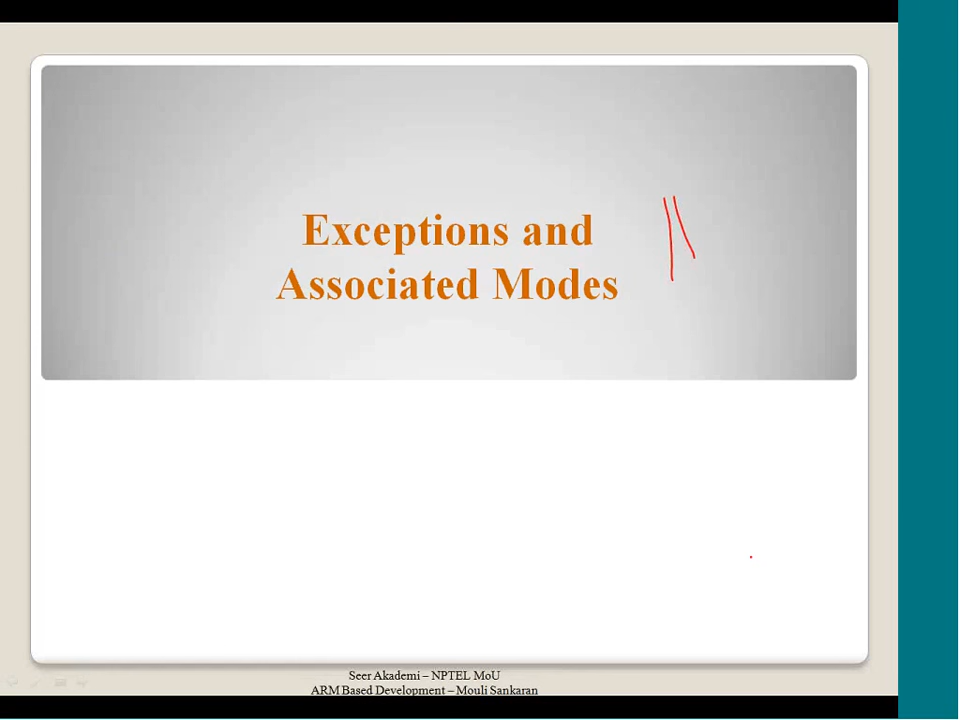 Exceptions and
Associated Modes
Seer Akademi – NPTEL MoU
ARM Based Development – Mouli Sankaran